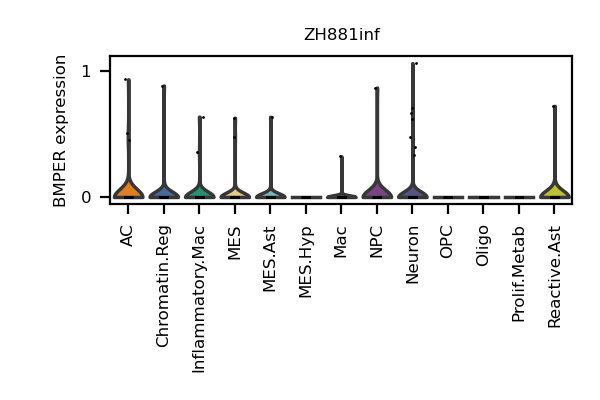 ZH881inf
BMPER expression
1
0
AC
Chromatin.Reg
Inflammatory.Mac
MES
MES.Ast
MES.Hyp
Mac
NPC
Neuron
OPC
Oligo
Prolif.Metab
Reactive.Ast